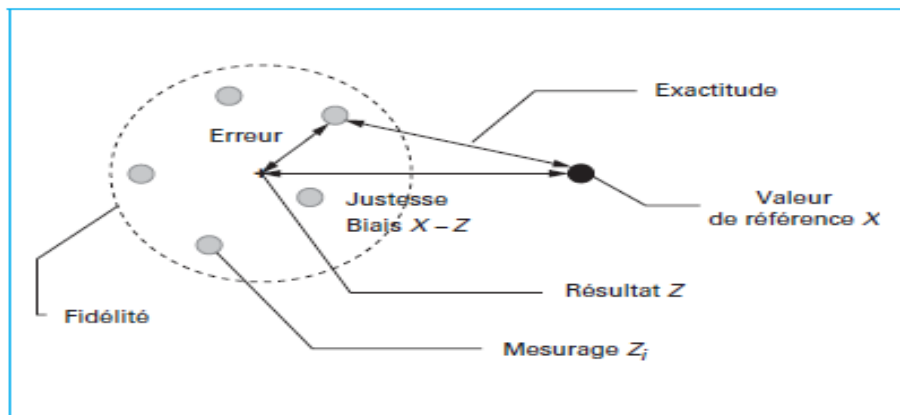 Exactitude
Erreur
Justesse
Biais X – Z
Valeur
de référence X
Résultat Z
Fidélité
Mesurage Zi